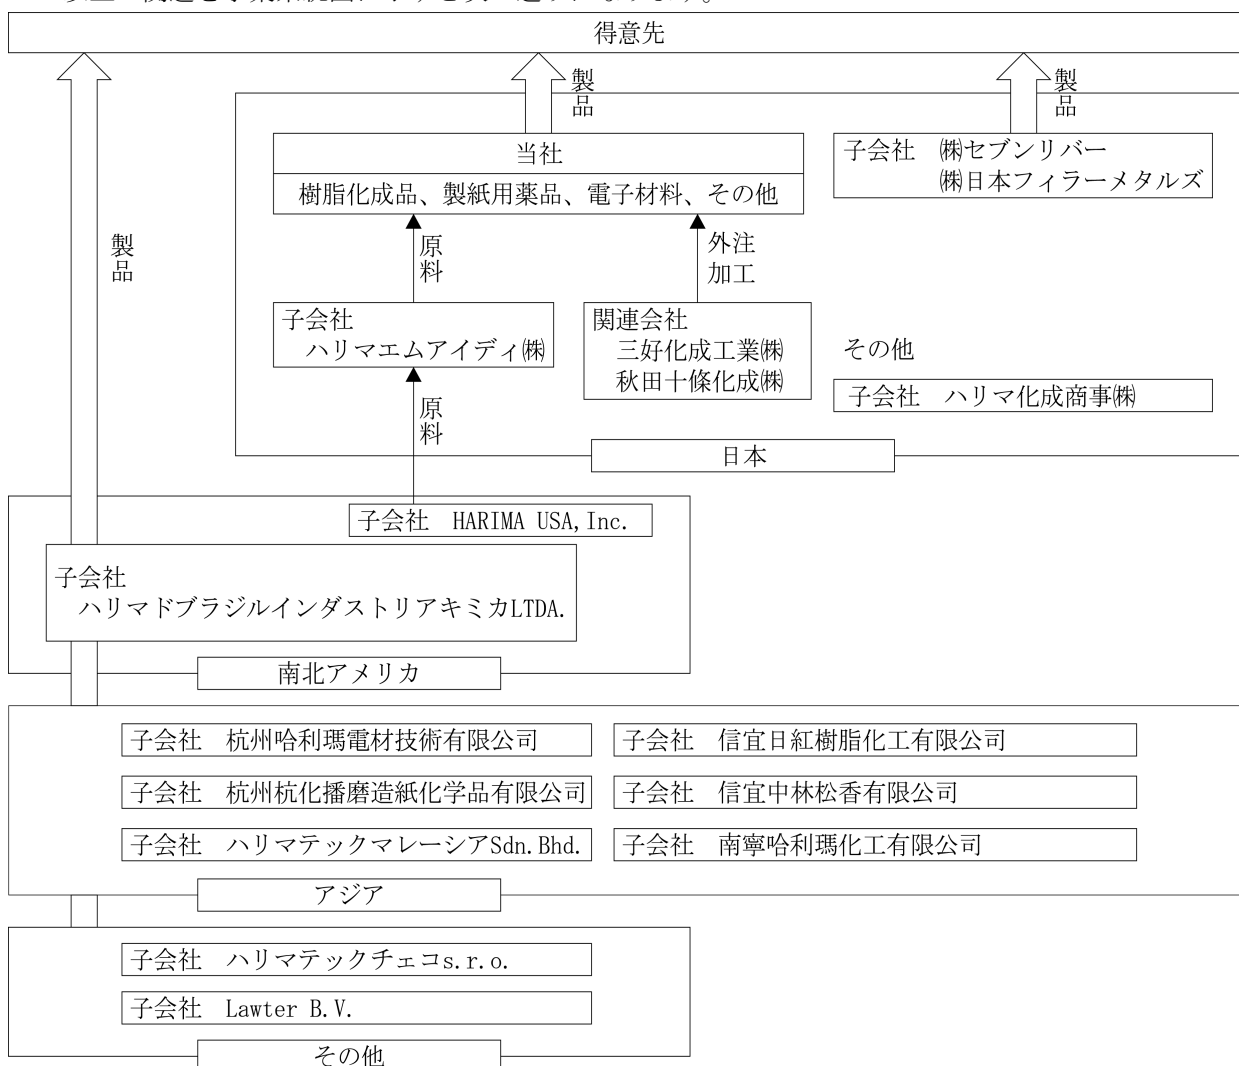 得意先
製品
製品
製品
当社
樹脂化成品、製紙用薬品、電子材料、その他
子会社 ㈱セブンリバー
㈱日本フィラーメタルズ
原料
外注
加工
子会社
ハリマエムアイディ㈱
関連会社
三好化成工業㈱
秋田十條化成㈱
その他
子会社 ハリマ化成商事㈱
原料
日本
子会社 HARIMA USA,Inc.
子会社
ハリマドブラジルインダストリアキミカLTDA.
南北アメリカ
子会社 杭州哈利瑪電材技術有限公司
子会社 信宜日紅樹脂化工有限公司
子会社 杭州杭化播磨造紙化学品有限公司
子会社 信宜中林松香有限公司
子会社 ハリマテックマレーシアSdn.Bhd.
子会社 南寧哈利瑪化工有限公司
アジア
子会社 ハリマテックチェコs.r.o.
子会社 Lawter B.V.
その他